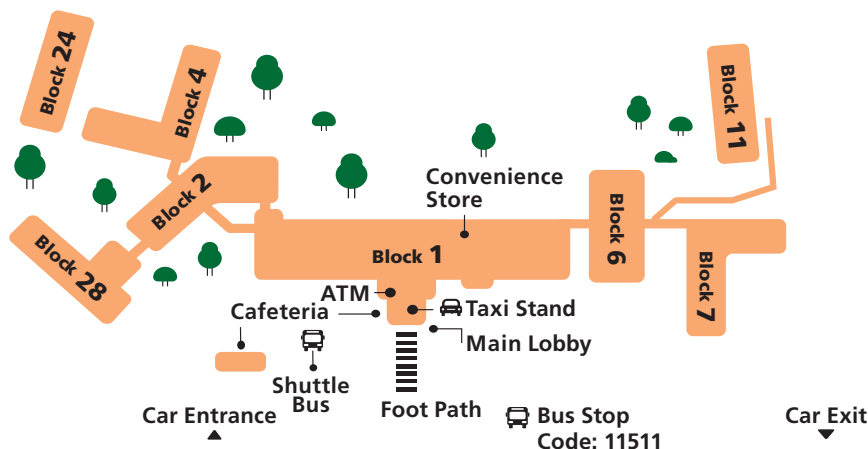 Block 24
Block 4
Block 11
Block 2
Convenience
Store
Block 28
Block 1
Block 6
Block 7
ATM
Taxi Stand
Cafeteria
Main Lobby
Shuttle
Bus
Foot Path
Car Entrance
Bus Stop
Code: 11511
Car Exit